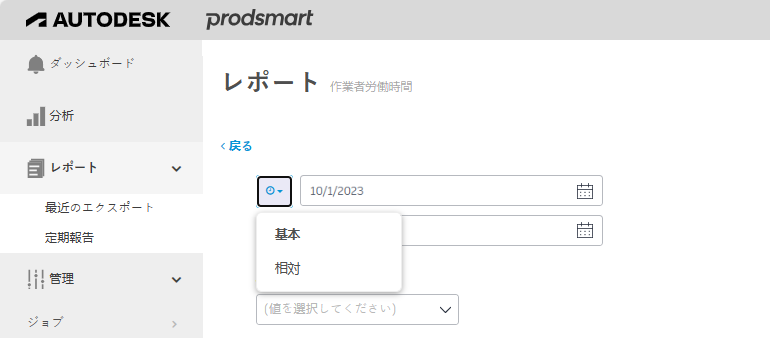 AUTODESK prodsmart
ダッシュボード
分析
レポート
最近のエクスポート
定期報告
管理
ジョブ
レポート 作業者労働時間
戻る
10/1/2023
基本
相対
(値を選択してください)